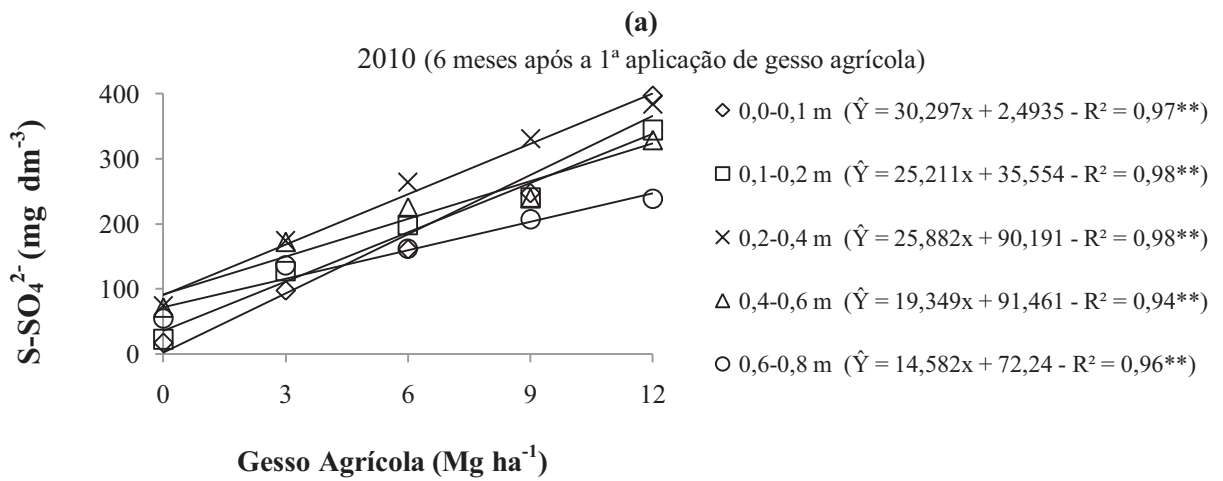 (a)
2010 (6 meses após a 1ª aplicação de gesso agrícola)
S-SO₄²⁻ (mg dm⁻³)
400
300
200
100
0
0 3 6 9 12
Gesso Agrícola (Mg ha⁻¹)
0,0-0,1 m (Ŷ = 30,297x + 2,4935 - R² = 0,97**)
0,1-0,2 m (Ŷ = 25,211x + 35,554 - R² = 0,98**)
0,2-0,4 m (Ŷ = 25,882x + 90,191 - R² = 0,98**)
0,4-0,6 m (Ŷ = 19,349x + 91,461 - R² = 0,94**)
0,6-0,8 m (Ŷ = 14,582x + 72,24 - R² = 0,96**)